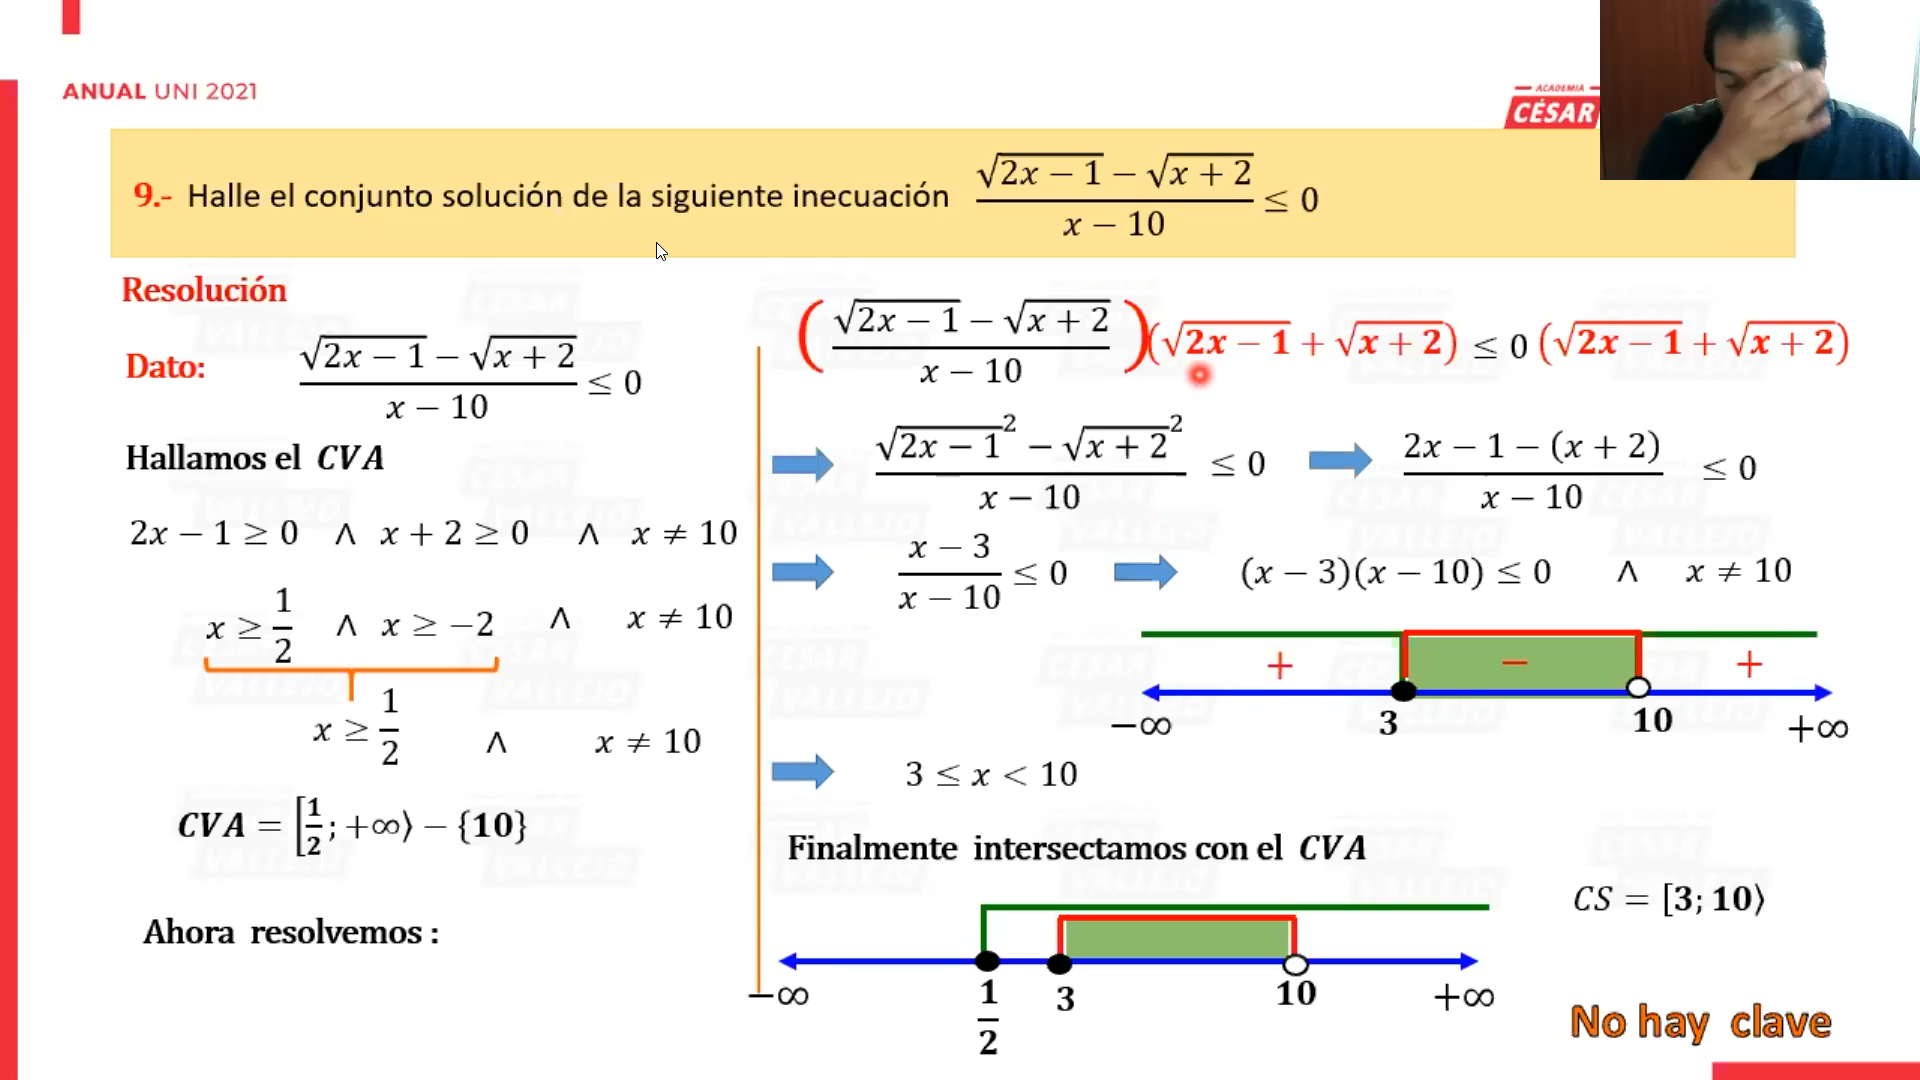 ANUAL UNI 2021
ACADEMIA
CÉSAR
9.- Halle el conjunto solución de la siguiente inecuación (√(2x − 1) − √(x + 2))/(x − 10) ≤ 0
Resolución
Dato: (√(2x − 1) − √(x + 2))/(x − 10) ≤ 0
Hallamos el CVA
2x − 1 ≥ 0 ∧ x + 2 ≥ 0 ∧ x ≠ 10
x ≥ 1/2 ∧ x ≥ −2 ∧ x ≠ 10
x ≥ 1/2 ∧ x ≠ 10
CVA = [1/2; +∞⟩ − {10}
Ahora resolvemos :
((√(2x − 1) − √(x + 2))/(x − 10))(√(2x − 1) + √(x + 2)) ≤ 0 (√(2x − 1) + √(x + 2))
(√(2x − 1)² − √(x + 2)²)/(x − 10) ≤ 0
(2x − 1 − (x + 2))/(x − 10) ≤ 0
(x − 3)/(x − 10) ≤ 0
(x − 3)(x − 10) ≤ 0 ∧ x ≠ 10
+ − +
−∞ 3 10 +∞
3 ≤ x < 10
Finalmente intersectamos con el CVA
CS = [3; 10⟩
−∞ 1/2 3 10 +∞
No hay clave
CÉSAR
VALLEJO